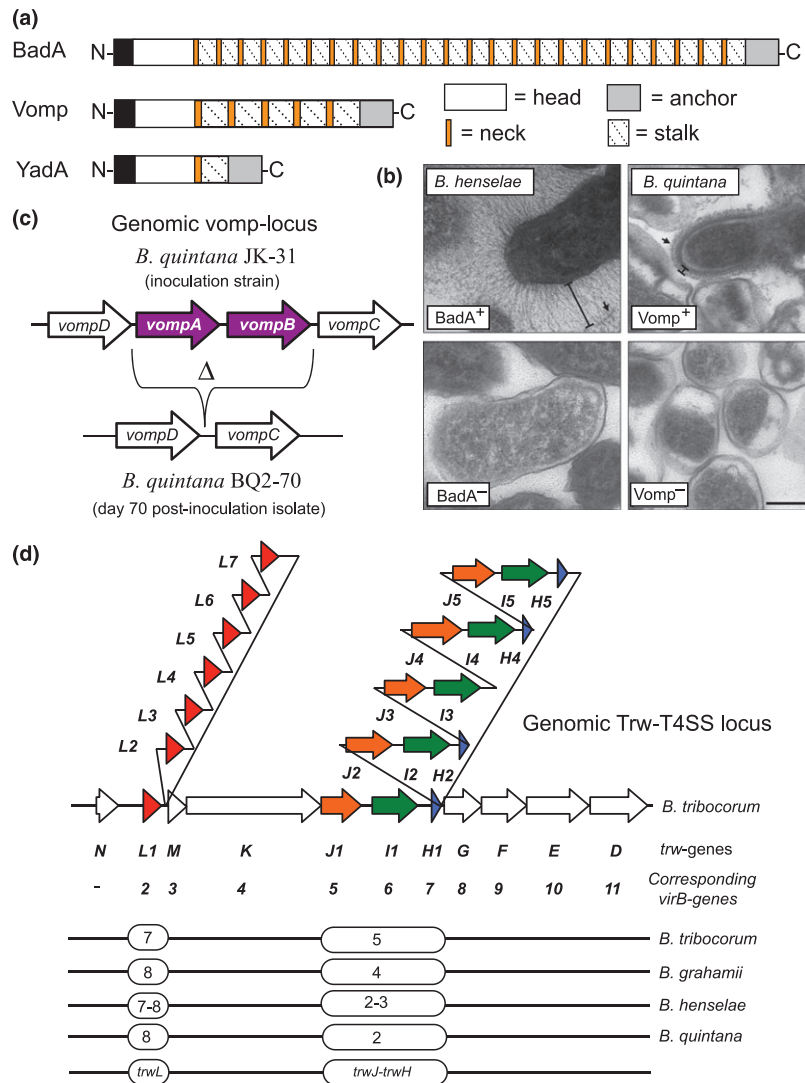 (a)
BadA N- -C
Vomp N- -C
YadA N- -C
= head
= anchor
= neck
= stalk
(b)
B. henselae
B. quintana
BadA+
Vomp+
BadA–
Vomp–
(c)
Genomic vomp-locus
B. quintana JK-31
(inoculation strain)
vompD vompA vompB vompC
Δ
vompD vompC
B. quintana BQ2-70
(day 70 post-inoculation isolate)
(d)
L7
L6
L5
L4
L3
L2
J5 I5 H5
J4 I4 H4
J3 I3
J2 I2 H2
Genomic Trw-T4SS locus
B. tribocorum
N L1 M K J1 I1 H1 G F E D trw-genes
- 2 3 4 5 6 7 8 9 10 11 Corresponding
virB-genes
7 5 B. tribocorum
8 4 B. grahamii
7-8 2-3 B. henselae
8 2 B. quintana
trwL trwJ-trwH